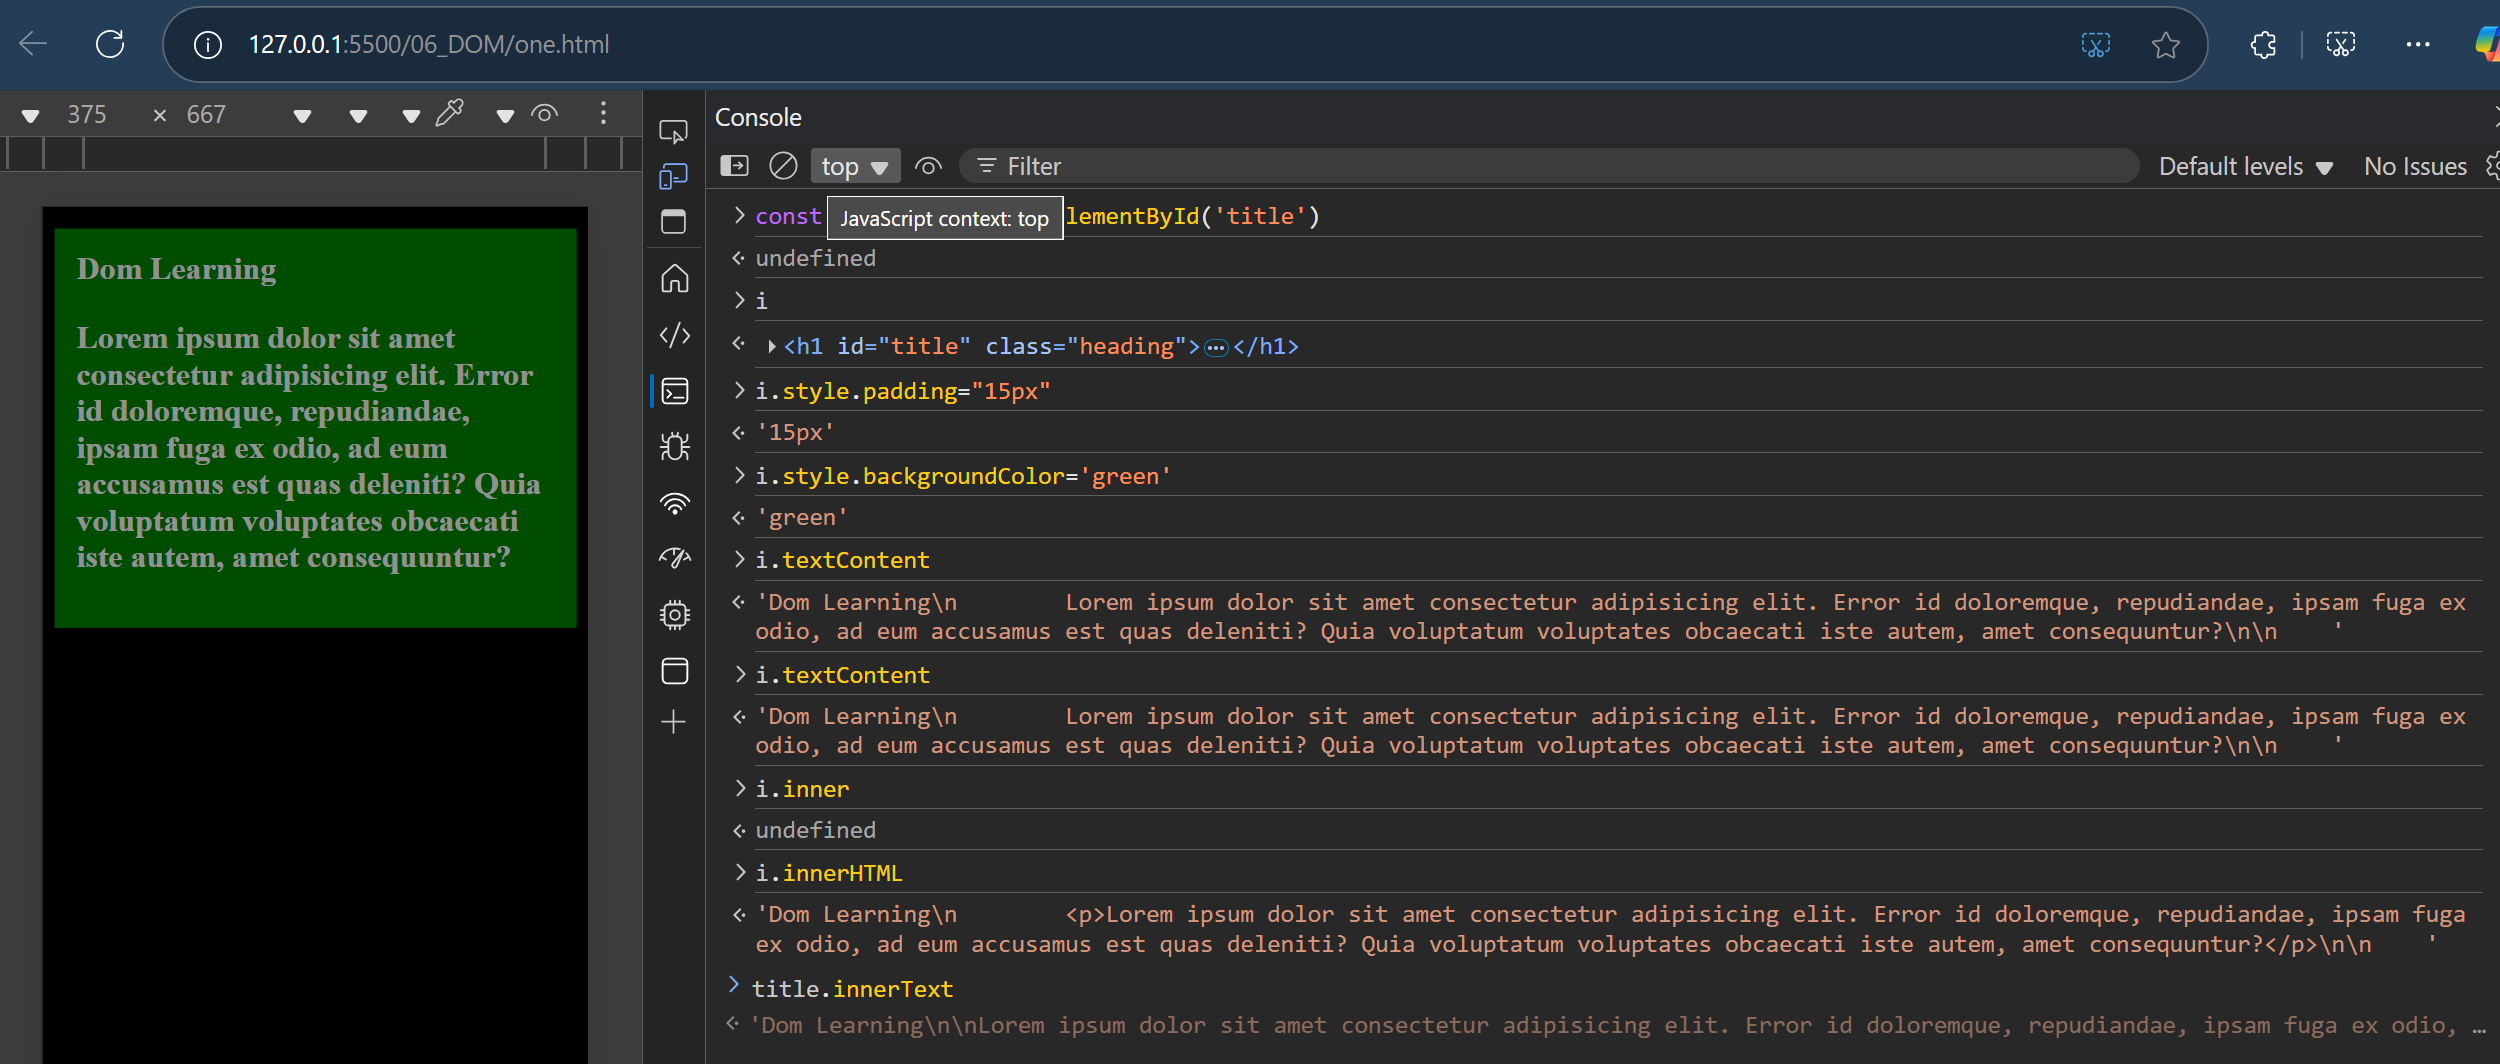 127.0.0.1:5500/06_DOM/one.html
375 × 667
Dom Learning
Lorem ipsum dolor sit amet
consectetur adipisicing elit. Error
id doloremque, repudiandae,
ipsam fuga ex odio, ad eum
accusamus est quas deleniti? Quia
voluptatum voluptates obcaecati
iste autem, amet consequuntur?
Console
top
Filter
Default levels
No Issues
const
JavaScript context: top
lementById('title')
undefined
i
<h1 id="title" class="heading">…</h1>
i.style.padding="15px"
'15px'
i.style.backgroundColor='green'
'green'
i.textContent
'Dom Learning\n        Lorem ipsum dolor sit amet consectetur adipisicing elit. Error id doloremque, repudiandae, ipsam fuga ex
odio, ad eum accusamus est quas deleniti? Quia voluptatum voluptates obcaecati iste autem, amet consequuntur?\n\n    '
i.textContent
'Dom Learning\n        Lorem ipsum dolor sit amet consectetur adipisicing elit. Error id doloremque, repudiandae, ipsam fuga ex
odio, ad eum accusamus est quas deleniti? Quia voluptatum voluptates obcaecati iste autem, amet consequuntur?\n\n    '
i.inner
undefined
i.innerHTML
'Dom Learning\n        <p>Lorem ipsum dolor sit amet consectetur adipisicing elit. Error id doloremque, repudiandae, ipsam fuga
ex odio, ad eum accusamus est quas deleniti? Quia voluptatum voluptates obcaecati iste autem, amet consequuntur?</p>\n\n    '
title.innerText
'Dom Learning\n\nLorem ipsum dolor sit amet consectetur adipisicing elit. Error id doloremque, repudiandae, ipsam fuga ex odio, …